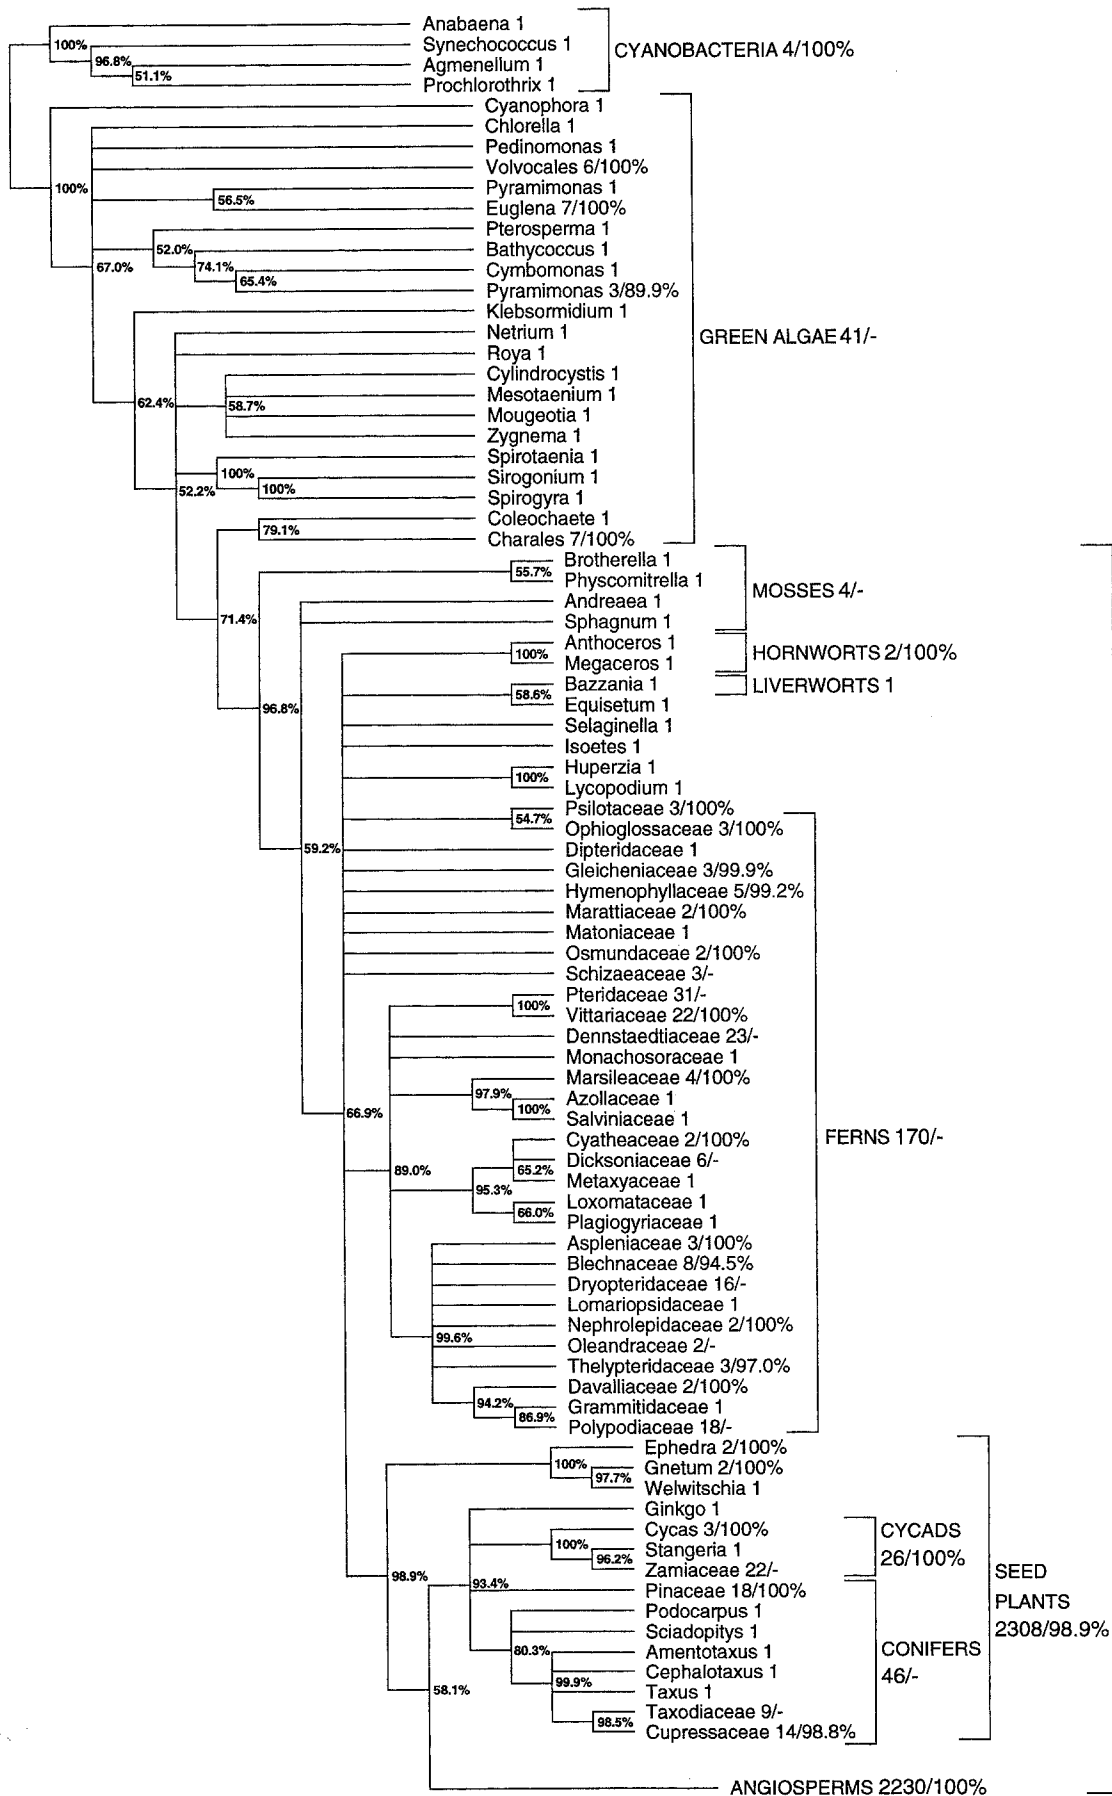 Anabaena 1
100%
Synechococcus 1
96.8%
CYANOBACTERIA 4/100%
Agmenellum 1
51.1%
Prochlorothrix 1
Cyanophora 1
Chlorella 1
Pedinomonas 1
Volvocales 6/100%
100%
Pyramimonas 1
56.5%
Euglena 7/100%
Pterosperma 1
52.0%
Bathycoccus 1
67.0%
74.1%
Cymbomonas 1
65.4%
Pyramimonas 3/89.9%
Klebsormidium 1
Netrium 1
GREEN ALGAE 41/-
Roya 1
Cylindrocystis 1
Mesotaenium 1
62.4%
58.7%
Mougeotia 1
Zygnema 1
Spirotaenia 1
100%
Sirogonium 1
52.2%
100%
Spirogyra 1
Coleochaete 1
79.1%
Charales 7/100%
Brotherella 1
55.7%
Physcomitrella 1
MOSSES 4/-
Andreaea 1
71.4%
Sphagnum 1
Anthoceros 1
100%
HORNWORTS 2/100%
Megaceros 1
Bazzania 1
58.6%
LIVERWORTS 1
Equisetum 1
96.8%
Selaginella 1
Isoetes 1
Huperzia 1
100%
Lycopodium 1
Psilotaceae 3/100%
54.7%
Ophioglossaceae 3/100%
59.2%
Dipteridaceae 1
Gleicheniaceae 3/99.9%
Hymenophyllaceae 5/99.2%
Marattiaceae 2/100%
Matoniaceae 1
Osmundaceae 2/100%
Schizaeaceae 3/-
Pteridaceae 31/-
100%
Vittariaceae 22/100%
Dennstaedtiaceae 23/-
Monachosoraceae 1
Marsileaceae 4/100%
97.9%
Azollaceae 1
100%
66.9%
Salviniaceae 1
FERNS 170/-
Cyatheaceae 2/100%
Dicksoniaceae 6/-
89.0%
65.2%
Metaxyaceae 1
95.3%
Loxomataceae 1
66.0%
Plagiogyriaceae 1
Aspleniaceae 3/100%
Blechnaceae 8/94.5%
Dryopteridaceae 16/-
Lomariopsidaceae 1
Nephrolepidaceae 2/100%
99.6%
Oleandraceae 2/-
Thelypteridaceae 3/97.0%
Davalliaceae 2/100%
94.2%
Grammitidaceae 1
86.9%
Polypodiaceae 18/-
Ephedra 2/100%
100%
Gnetum 2/100%
97.7%
Welwitschia 1
Ginkgo 1
Cycas 3/100%
CYCADS
100%
Stangeria 1
26/100%
96.2%
Zamiaceae 22/-
98.9%
93.4%
SEED
Pinaceae 18/100%
PLANTS
Podocarpus 1
2308/98.9%
Sciadopitys 1
80.3%
Amentotaxus 1
CONIFERS
Cephalotaxus 1
46/-
58.1%
99.9%
Taxus 1
Taxodiaceae 9/-
98.5%
Cupressaceae 14/98.8%
ANGIOSPERMS 2230/100%